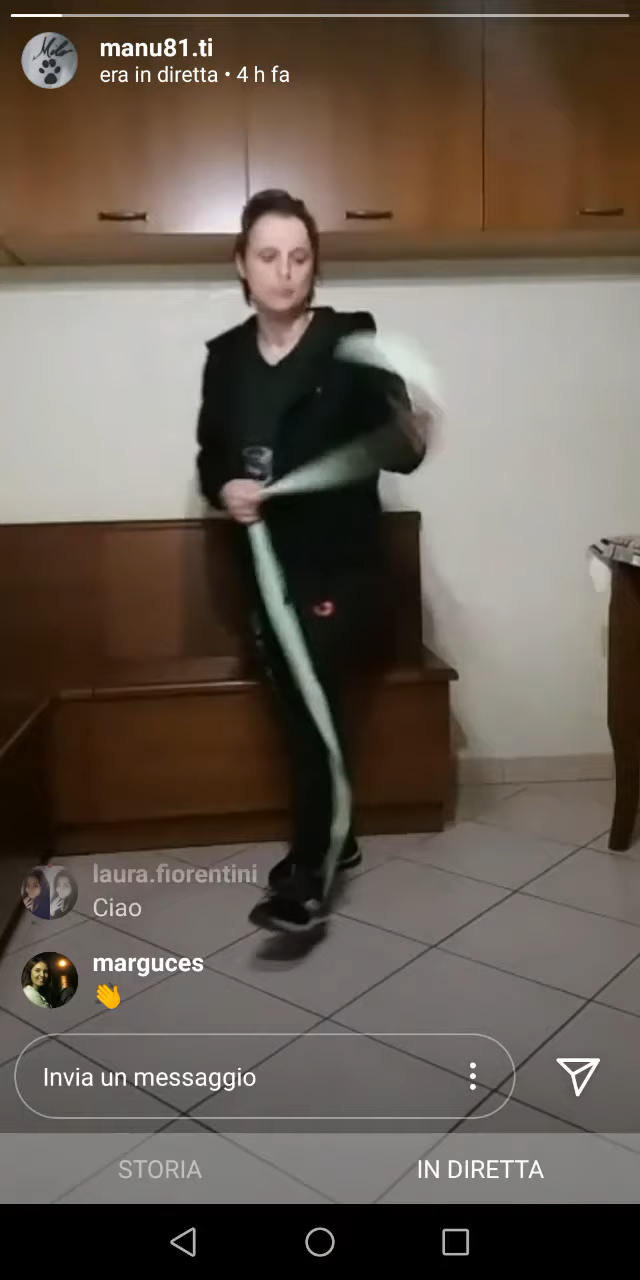 manu81.ti
era in diretta • 4 h fa
laura.fiorentini
Ciao
marguces
👋
Invia un messaggio
STORIA
IN DIRETTA